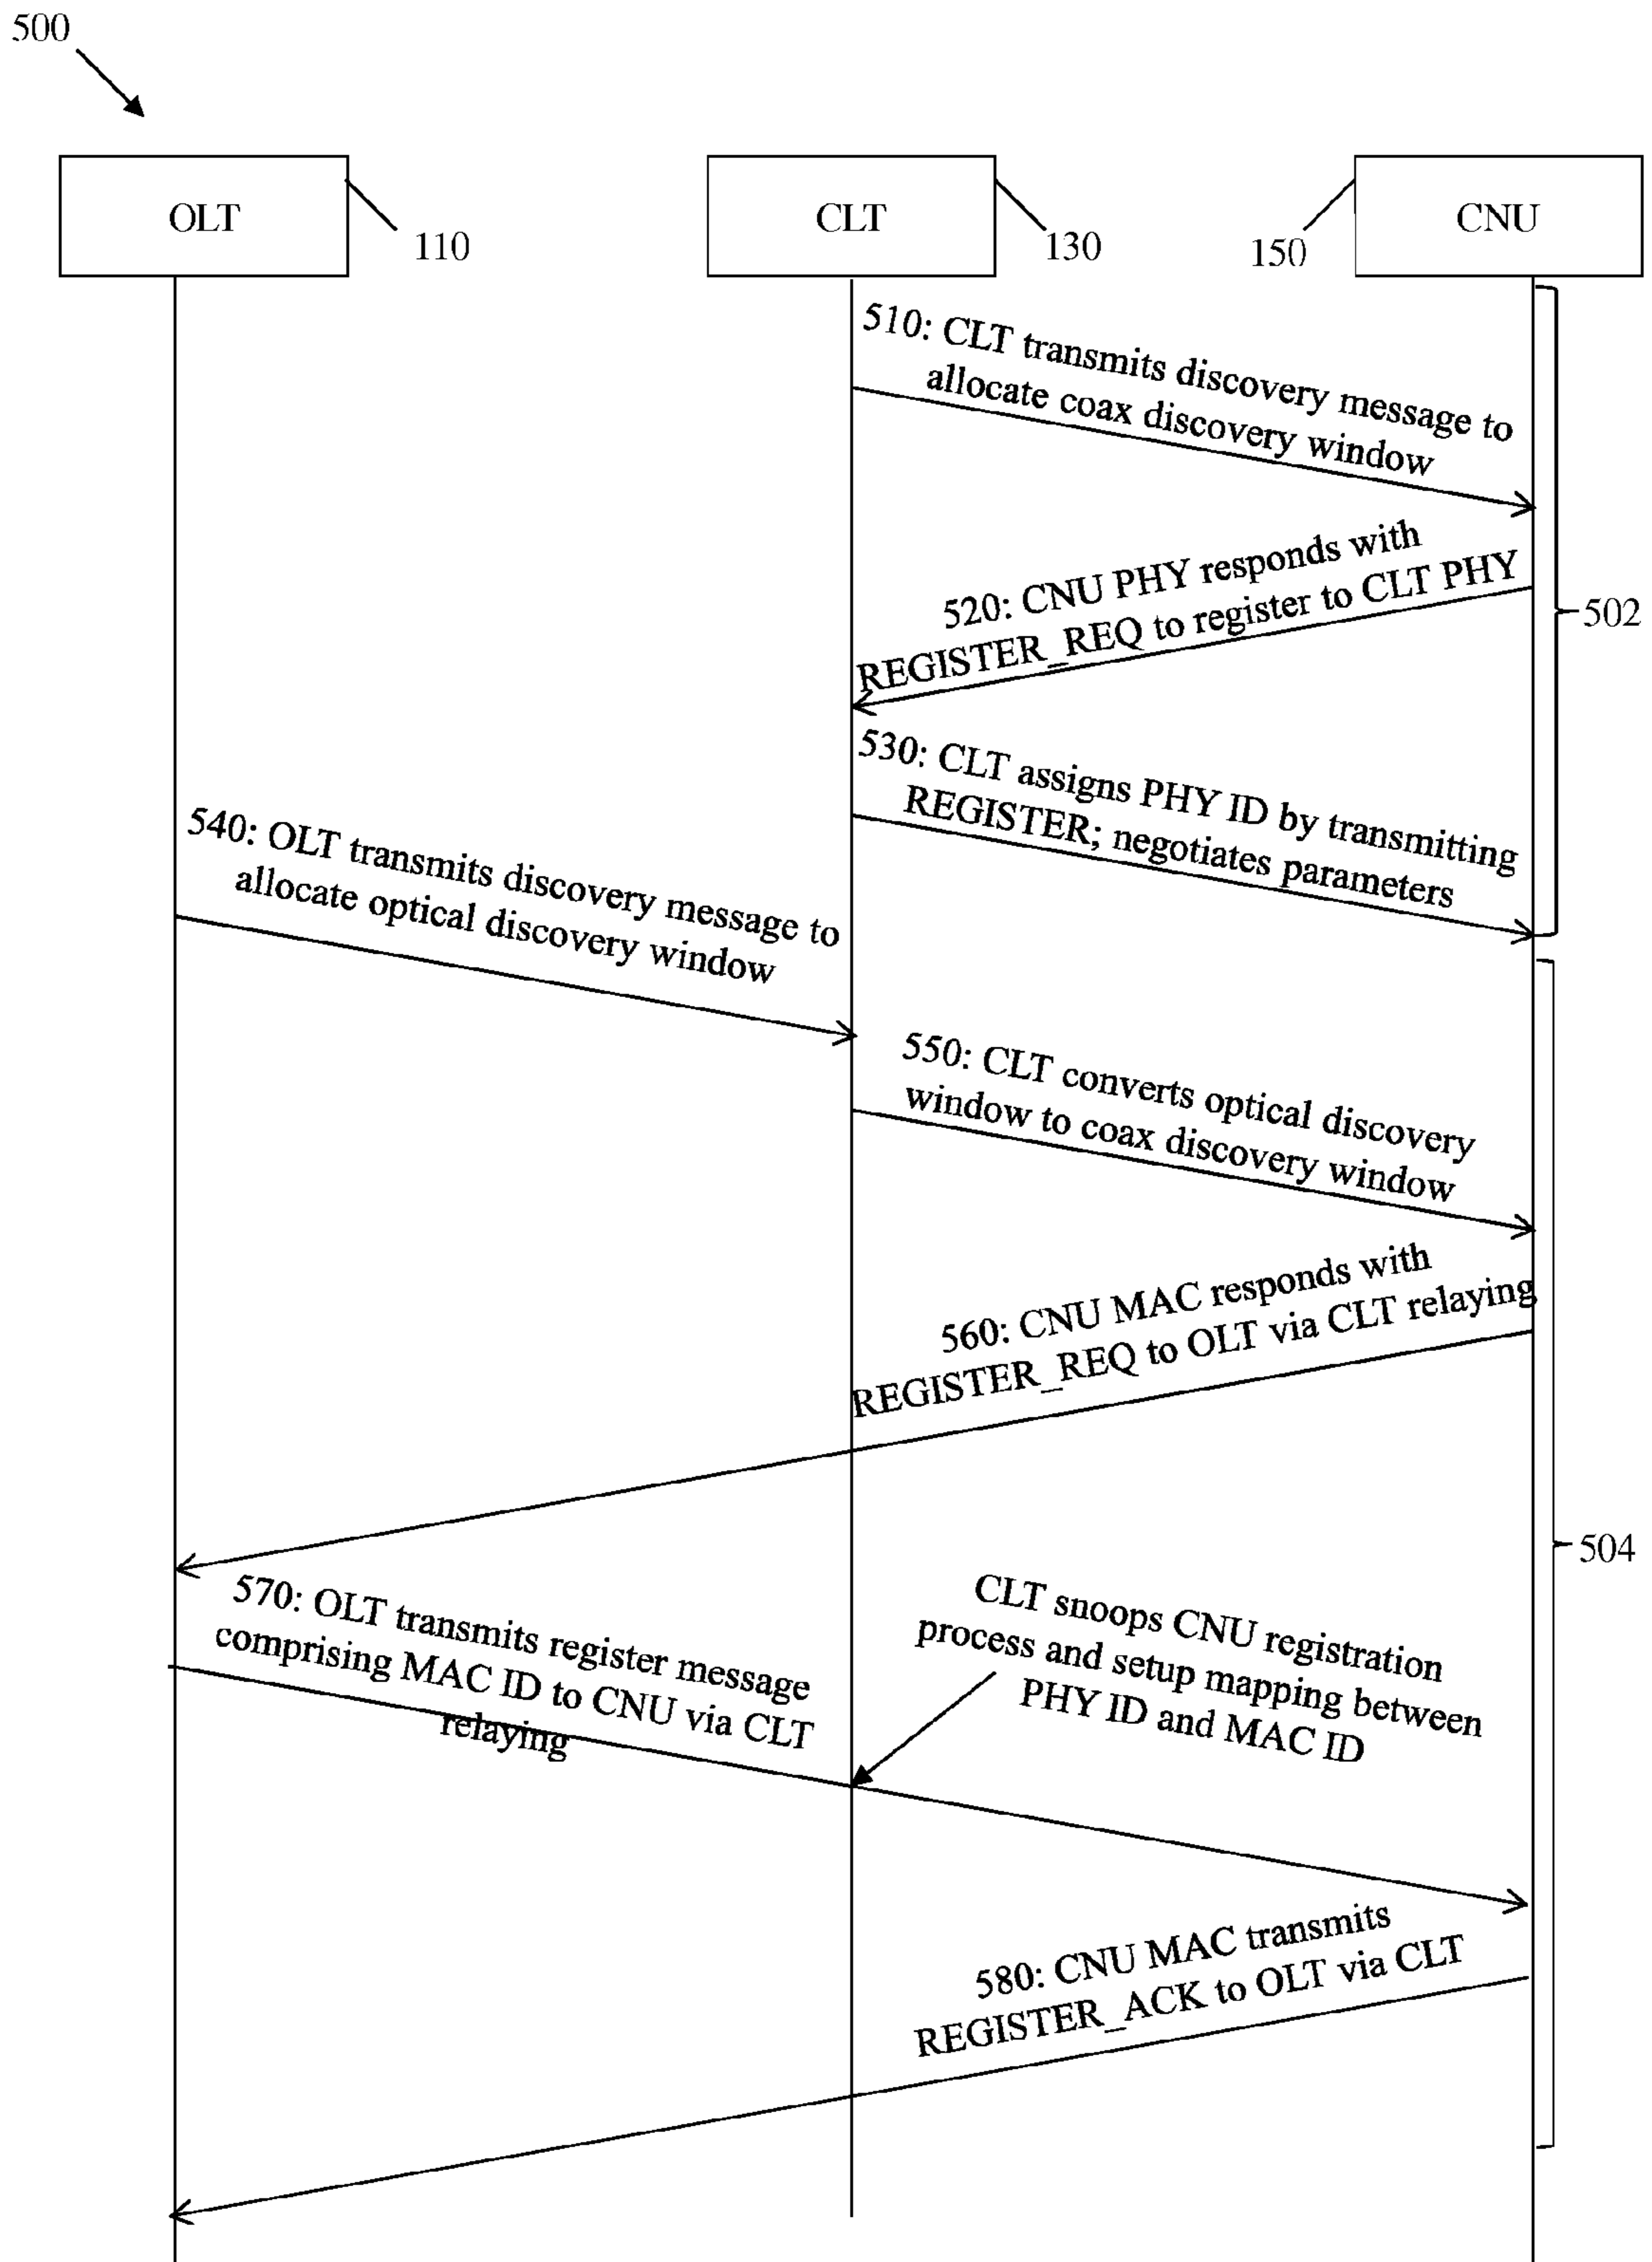 500
OLT
110
CLT
130
150
CNU
510: CLT transmits discovery message to
allocate coax discovery window
520: CNU PHY responds with
REGISTER_REQ to register to CLT PHY
502
530: CLT assigns PHY ID by transmitting
REGISTER; negotiates parameters
540: OLT transmits discovery message to
allocate optical discovery window
550: CLT converts optical discovery
window to coax discovery window
560: CNU MAC responds with
REGISTER_REQ to OLT via CLT relaying
504
570: OLT transmits register message
comprising MAC ID to CNU via CLT
relaying
CLT snoops CNU registration
process and setup mapping between
PHY ID and MAC ID
580: CNU MAC transmits
REGISTER_ACK to OLT via CLT